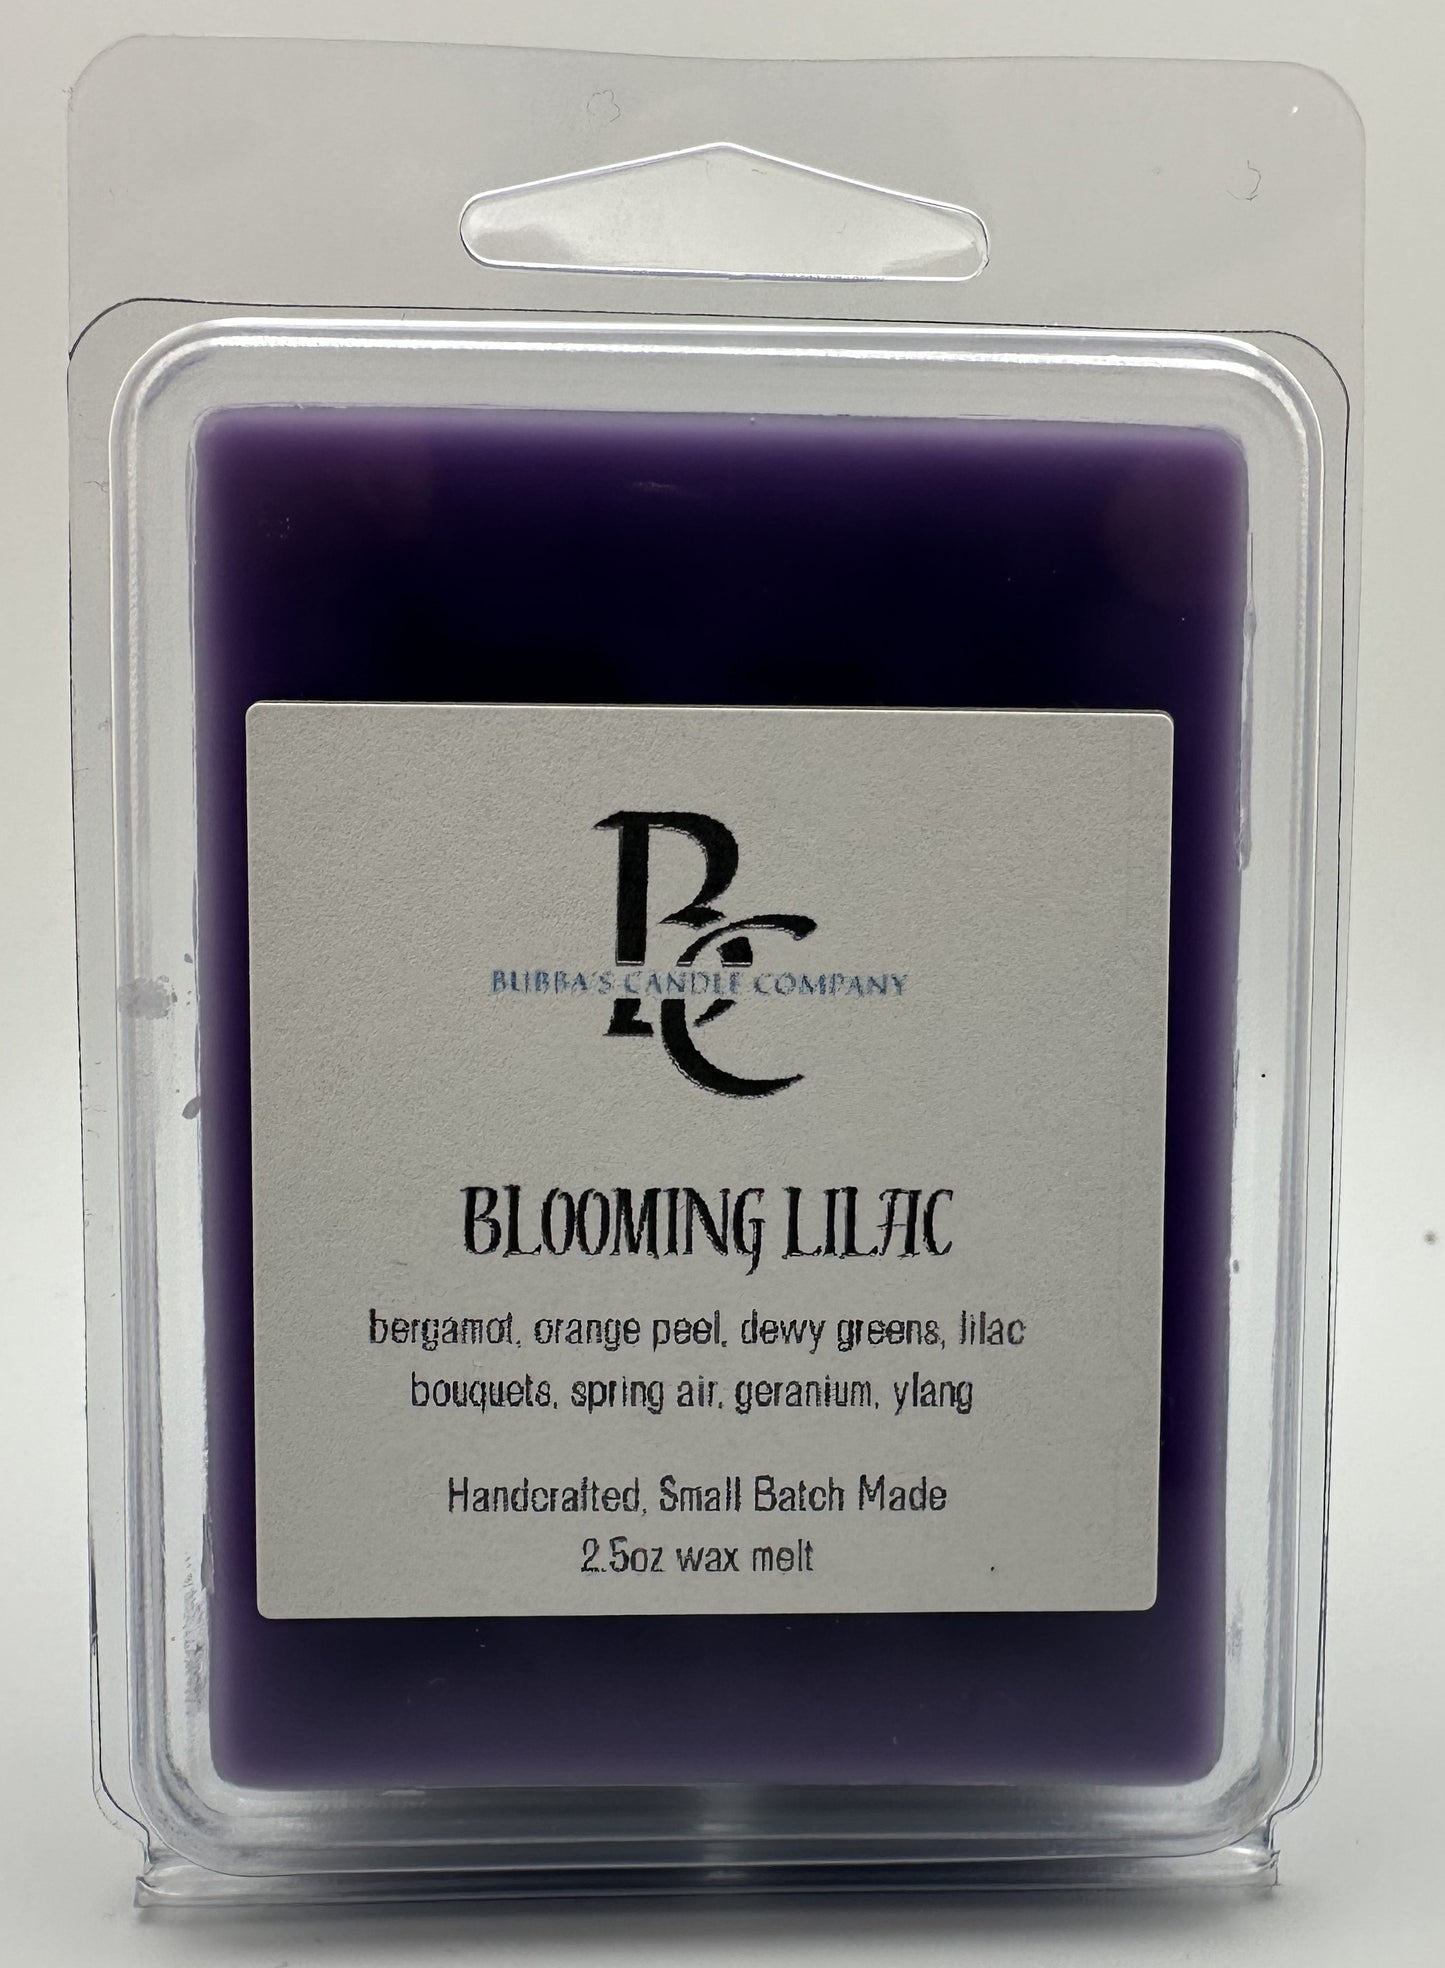 BC
BUBBA'S CANDLE COMPANY
BLOOMING LILAC
bergamot, orange peel, dewy greens, lilac
bouquets, spring air, geranium, ylang
Handcrafted, Small Batch Made
2.5oz wax melt